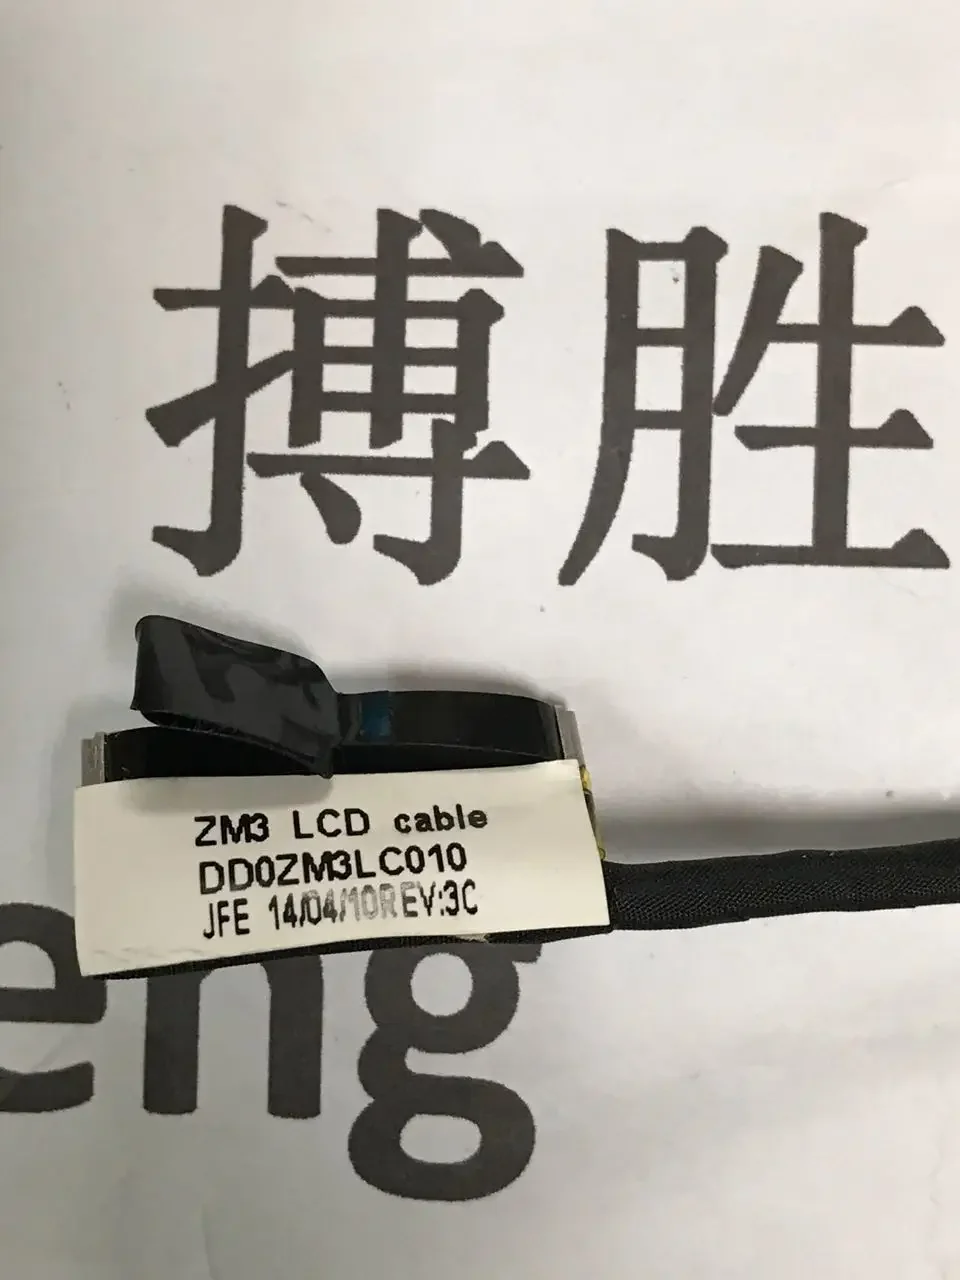 搏胜
ZM3 LCD cable
DD0ZM3LC010
JFE 14/04/10REV:3C
eng